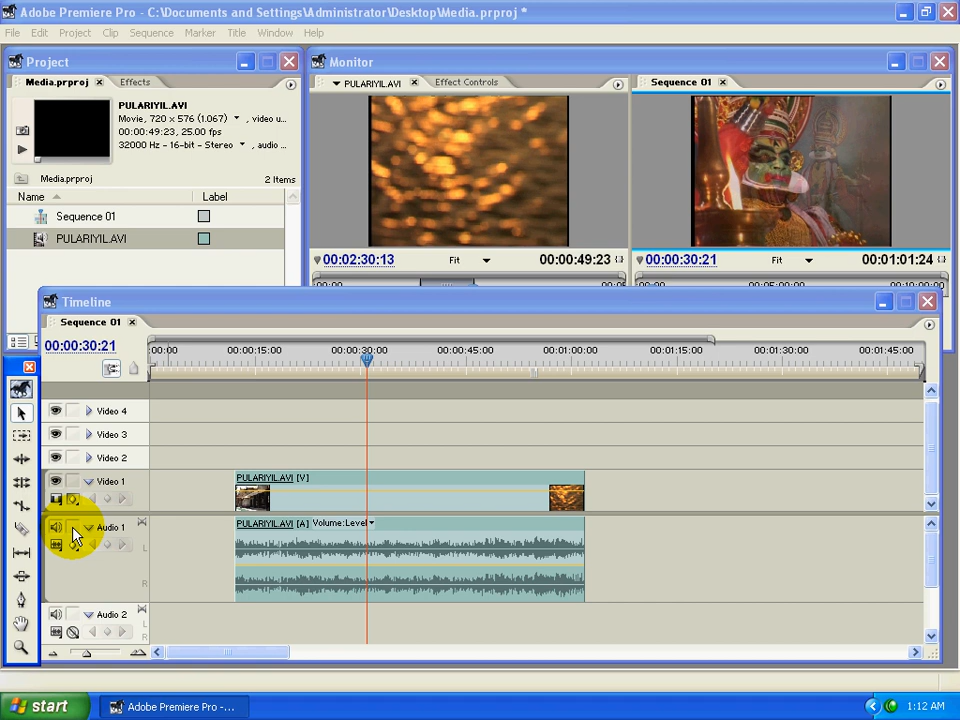 Adobe Premiere Pro - C:\Documents and Settings\Administrator\Desktop\Media.prproj *
File Edit Project Clip Sequence Marker Title Window Help
Project
Media.prproj Effects
PULARIYIL.AVI
Movie, 720 x 576 (1.067) , video u...
00:00:49:23, 25.00 fps
32000 Hz - 16-bit - Stereo , audio ...
Media.prproj 2 Items
Name Label
Sequence 01
PULARIYIL.AVI
Monitor
PULARIYIL.AVI Effect Controls
00:02:30:13 Fit 00:00:49:23
Sequence 01
00:00:30:21 Fit 00:01:01:24
Timeline
Sequence 01
00:00:30:21
:00:00 00:00:15:00 00:00:30:00 00:00:45:00 00:01:00:00 00:01:15:00 00:01:30:00 00:01:45:00
Video 4
Video 3
Video 2
Video 1
PULARIYIL.AVI [V]
Audio 1
L
R
PULARIYIL.AVI [A] Volume:Level
Audio 2
L
R
start
Adobe Premiere Pro -...
1:12 AM